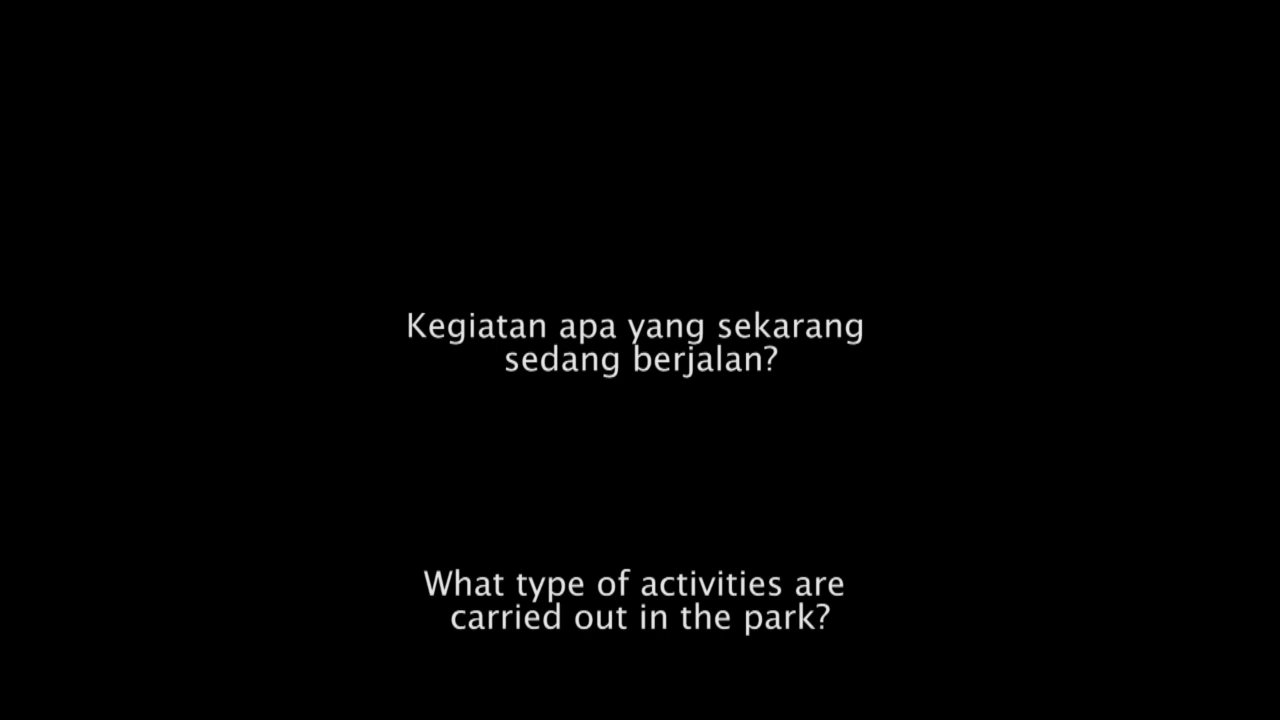 Kegiatan apa yang sekarang
sedang berjalan?
What type of activities are
carried out in the park?